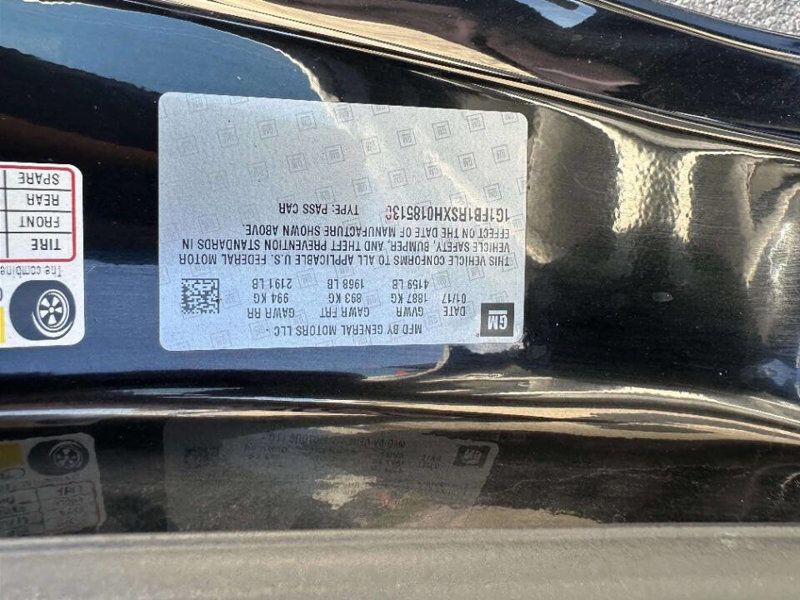 GM
MFD BY GENERAL MOTORS LLC -
DATE GVWR GAWR FRT GAWR RR
01/17 1887 KG 893 KG 994 KG
4159 LB 1968 LB 2191 LB
THIS VEHICLE CONFORMS TO ALL APPLICABLE U.S. FEDERAL MOTOR
VEHICLE SAFETY, BUMPER, AND THEFT PREVENTION STANDARDS IN
EFFECT ON THE DATE OF MANUFACTURE SHOWN ABOVE.
1G1FB1RSXH0185130 TYPE: PASS CAR
The combine
TIRE
FRONT
REAR
SPARE